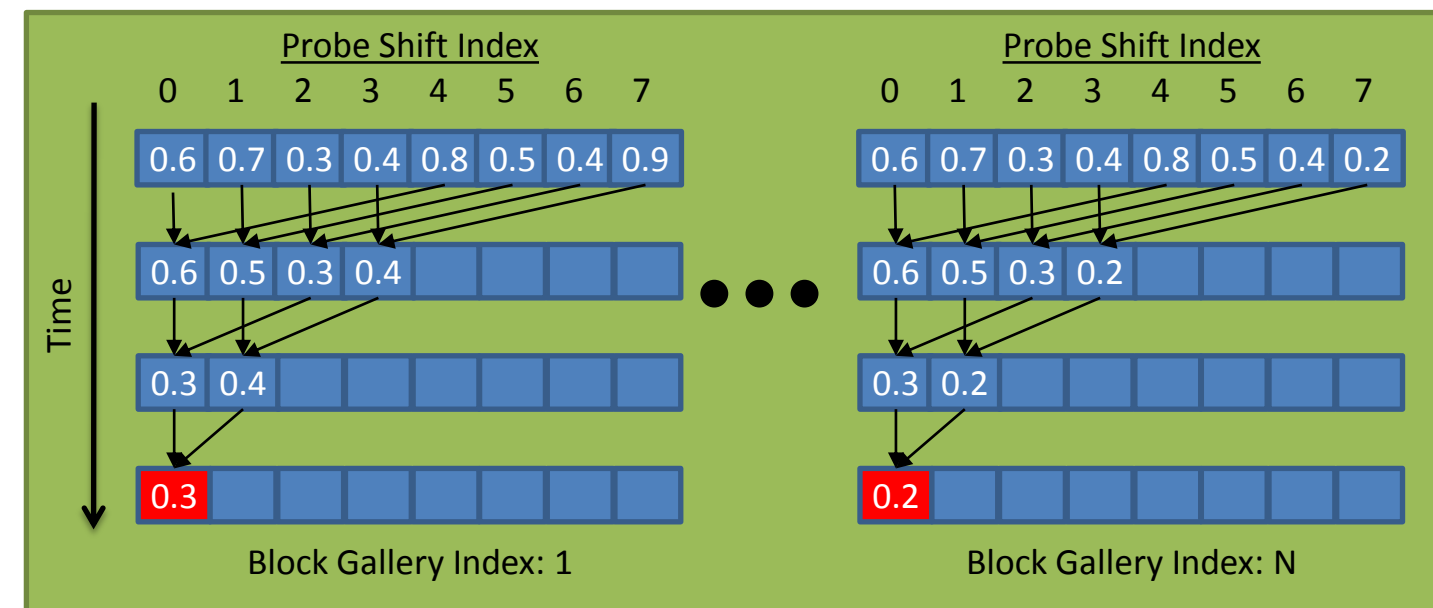 Probe Shift Index
0 1 2 3 4 5 6 7
0.6 0.7 0.3 0.4 0.8 0.5 0.4 0.9
0.6 0.5 0.3 0.4
0.3 0.4
0.3
Block Gallery Index: 1
Time
Probe Shift Index
0 1 2 3 4 5 6 7
0.6 0.7 0.3 0.4 0.8 0.5 0.4 0.2
0.6 0.5 0.3 0.2
0.3 0.2
0.2
Block Gallery Index: N